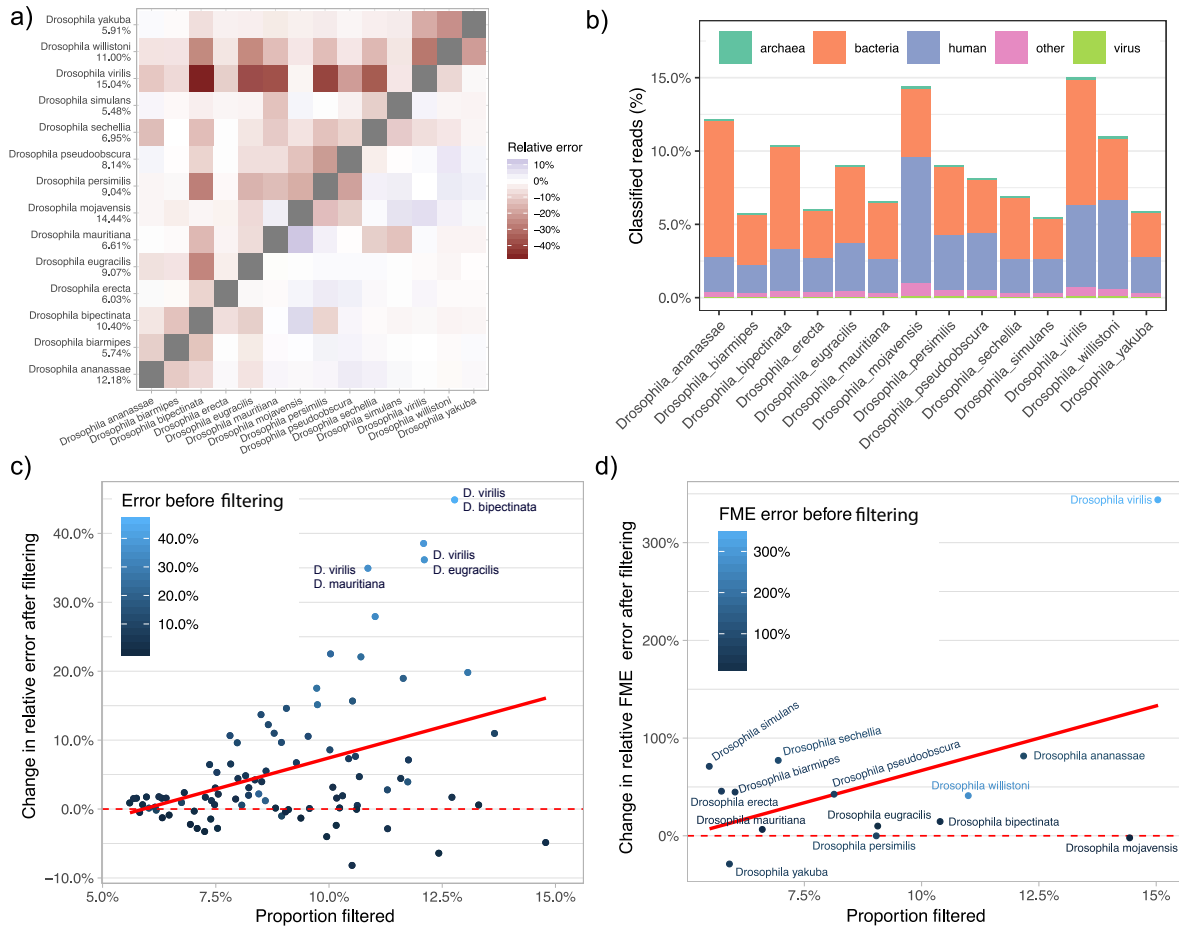 a)
Drosophila yakuba
5.91%
Drosophila willistoni
11.00%
Drosophila virilis
15.04%
Drosophila simulans
5.48%
Drosophila sechellia
6.95%
Drosophila pseudoobscura
8.14%
Drosophila persimilis
9.04%
Drosophila mojavensis
14.44%
Drosophila mauritiana
6.61%
Drosophila eugracilis
9.07%
Drosophila erecta
6.03%
Drosophila bipectinata
10.40%
Drosophila biarmipes
5.74%
Drosophila ananassae
12.18%
Drosophila ananassae
Drosophila biarmipes
Drosophila bipectinata
Drosophila erecta
Drosophila eugracilis
Drosophila mauritiana
Drosophila mojavensis
Drosophila persimilis
Drosophila pseudoobscura
Drosophila sechellia
Drosophila simulans
Drosophila virilis
Drosophila willistoni
Drosophila yakuba
Relative error
10%
0%
−10%
−20%
−30%
−40%
b)
archaea
bacteria
human
other
virus
Classified reads (%)
15.0%
10.0%
5.0%
0.0%
Drosophila_ananassae
Drosophila_biarmipes
Drosophila_bipectinata
Drosophila_erecta
Drosophila_eugracilis
Drosophila_mauritiana
Drosophila_mojavensis
Drosophila_persimilis
Drosophila_pseudoobscura
Drosophila_sechellia
Drosophila_simulans
Drosophila_virilis
Drosophila_willistoni
Drosophila_yakuba
c)
Error before filtering
40.0%
30.0%
20.0%
10.0%
D. virilis
D. bipectinata
D. virilis
D. eugracilis
D. virilis
D. mauritiana
Change in relative error after filtering
40.0%
30.0%
20.0%
10.0%
0.0%
−10.0%
5.0%
7.5%
10.0%
12.5%
15.0%
Proportion filtered
d)
FME error before filtering
300%
200%
100%
Drosophila virilis
Drosophila simulans
Drosophila sechellia
Drosophila biarmipes
Drosophila pseudoobscura
Drosophila ananassae
Drosophila willistoni
Drosophila erecta
Drosophila mauritiana
Drosophila eugracilis
Drosophila bipectinata
Drosophila persimilis
Drosophila mojavensis
Drosophila yakuba
Change in relative FME error after filtering
300%
200%
100%
0%
7.5%
10%
12.5%
15%
Proportion filtered